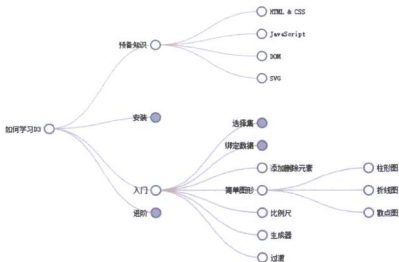 如何学习D3
预备知识
HTML & CSS
JavaScript
DOM
SVG
安装
入门
选择集
绑定数据
添加删除元素
简单图形
柱形图
折线图
散点图
比例尺
生成器
过渡
进阶